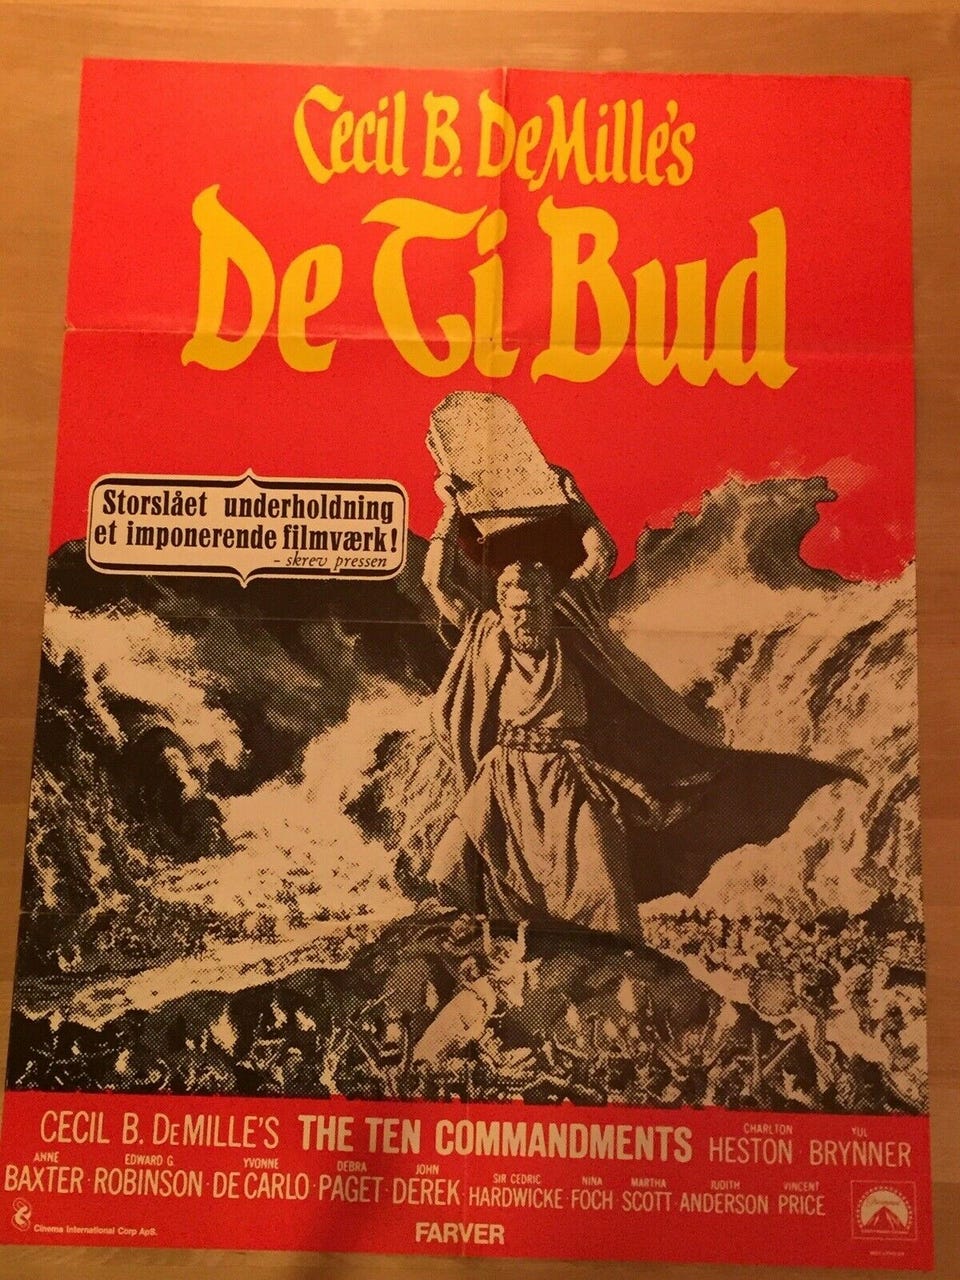 Cecil B. DeMille's
De Ti Bud
Storslået underholdning
et imponerende filmværk!
- skrev pressen
CECIL B. DeMILLE'S THE TEN COMMANDMENTS CHARLTON HESTON YUL BRYNNER
ANNE BAXTER · EDWARD G. ROBINSON · YVONNE DE CARLO · DEBRA PAGET · JOHN DEREK · SIR CEDRIC HARDWICKE · NINA FOCH · MARTHA SCOTT · JUDITH ANDERSON · VINCENT PRICE
Cinema International Corp ApS.
FARVER
Paramount